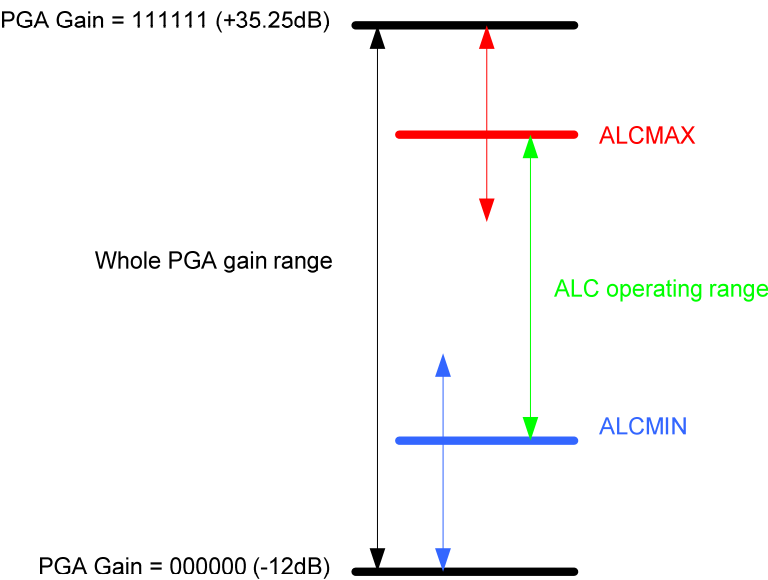 PGA Gain = 111111 (+35.25dB)
ALCMAX
Whole PGA gain range
ALC operating range
ALCMIN
PGA Gain = 000000 (-12dB)